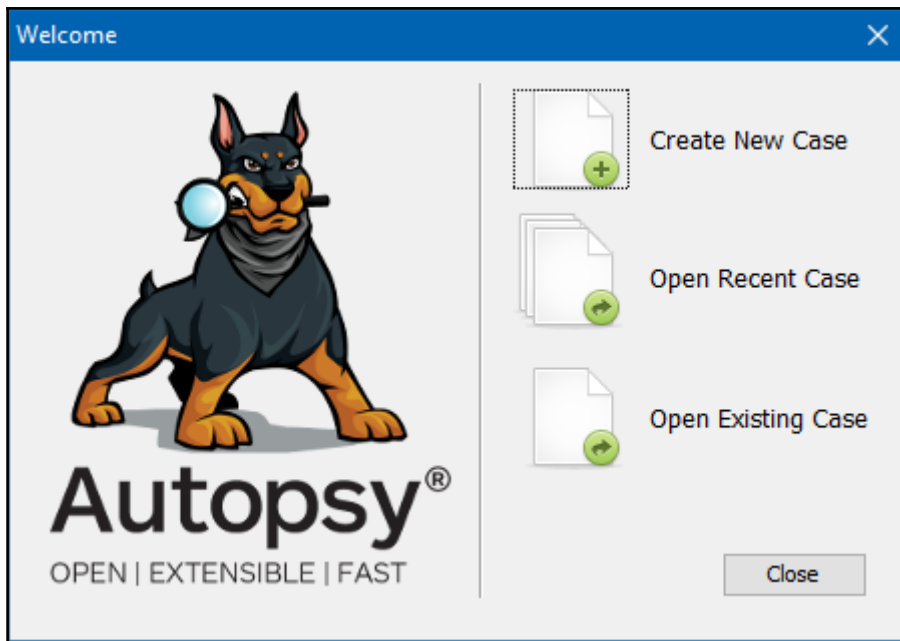 Welcome
Create New Case
Open Recent Case
Open Existing Case
Autopsy®
OPEN | EXTENSIBLE | FAST
Close